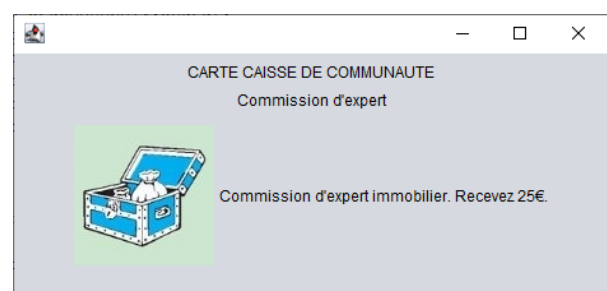 CARTE CAISSE DE COMMUNAUTE
Commission d'expert
Commission d'expert immobilier. Recevez 25€.